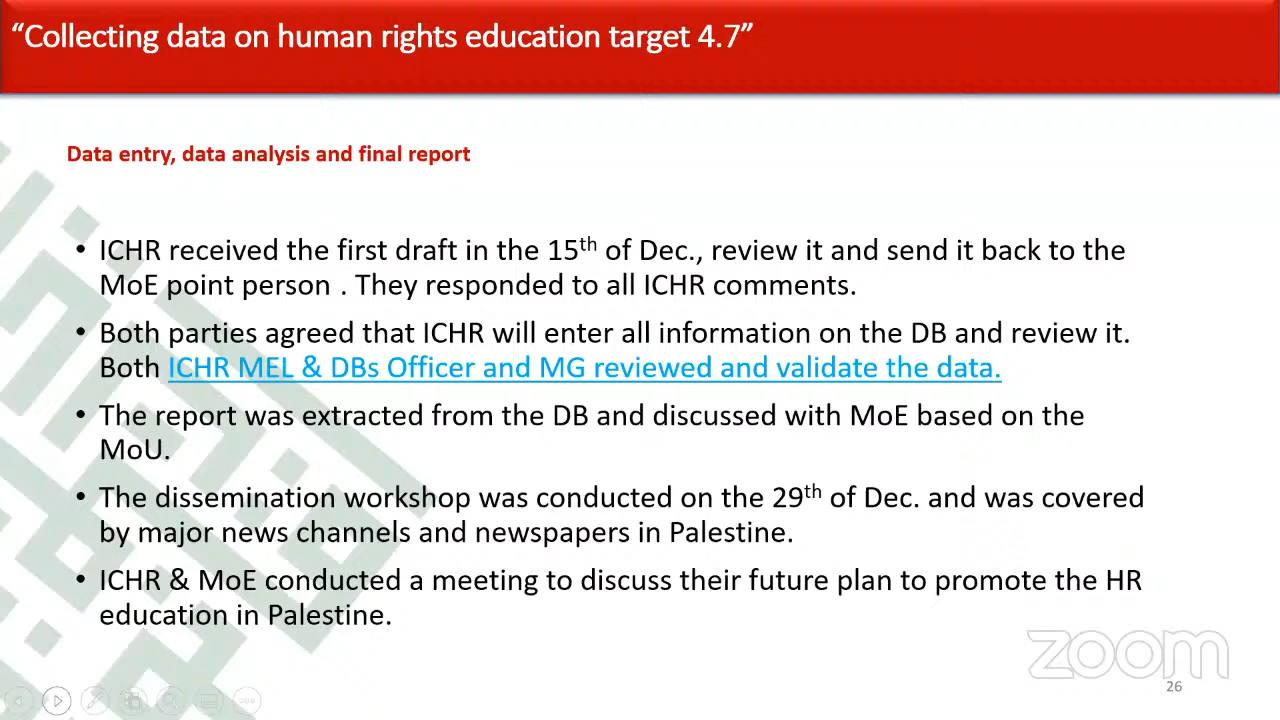 “Collecting data on human rights education target 4.7”
Data entry, data analysis and final report
• ICHR received the first draft in the 15th of Dec., review it and send it back to the
MoE point person . They responded to all ICHR comments.
• Both parties agreed that ICHR will enter all information on the DB and review it.
Both ICHR MEL & DBs Officer and MG reviewed and validate the data.
• The report was extracted from the DB and discussed with MoE based on the
MoU.
• The dissemination workshop was conducted on the 29th of Dec. and was covered
by major news channels and newspapers in Palestine.
• ICHR & MoE conducted a meeting to discuss their future plan to promote the HR
education in Palestine.
zoom
26